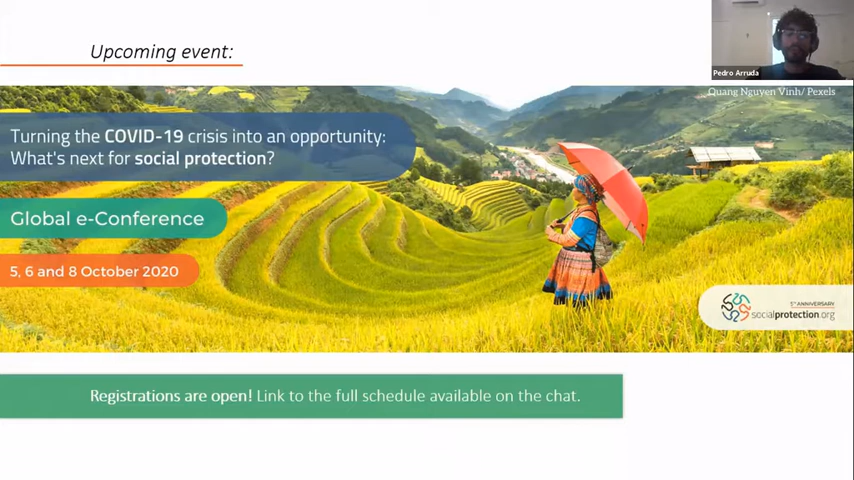 Upcoming event:
Pedro Arruda
Quang Nguyen Vinh/ Pexels
Turning the COVID-19 crisis into an opportunity:
What's next for social protection?
Global e-Conference
5, 6 and 8 October 2020
5th ANNIVERSARY
socialprotection.org
Registrations are open! Link to the full schedule available on the chat.